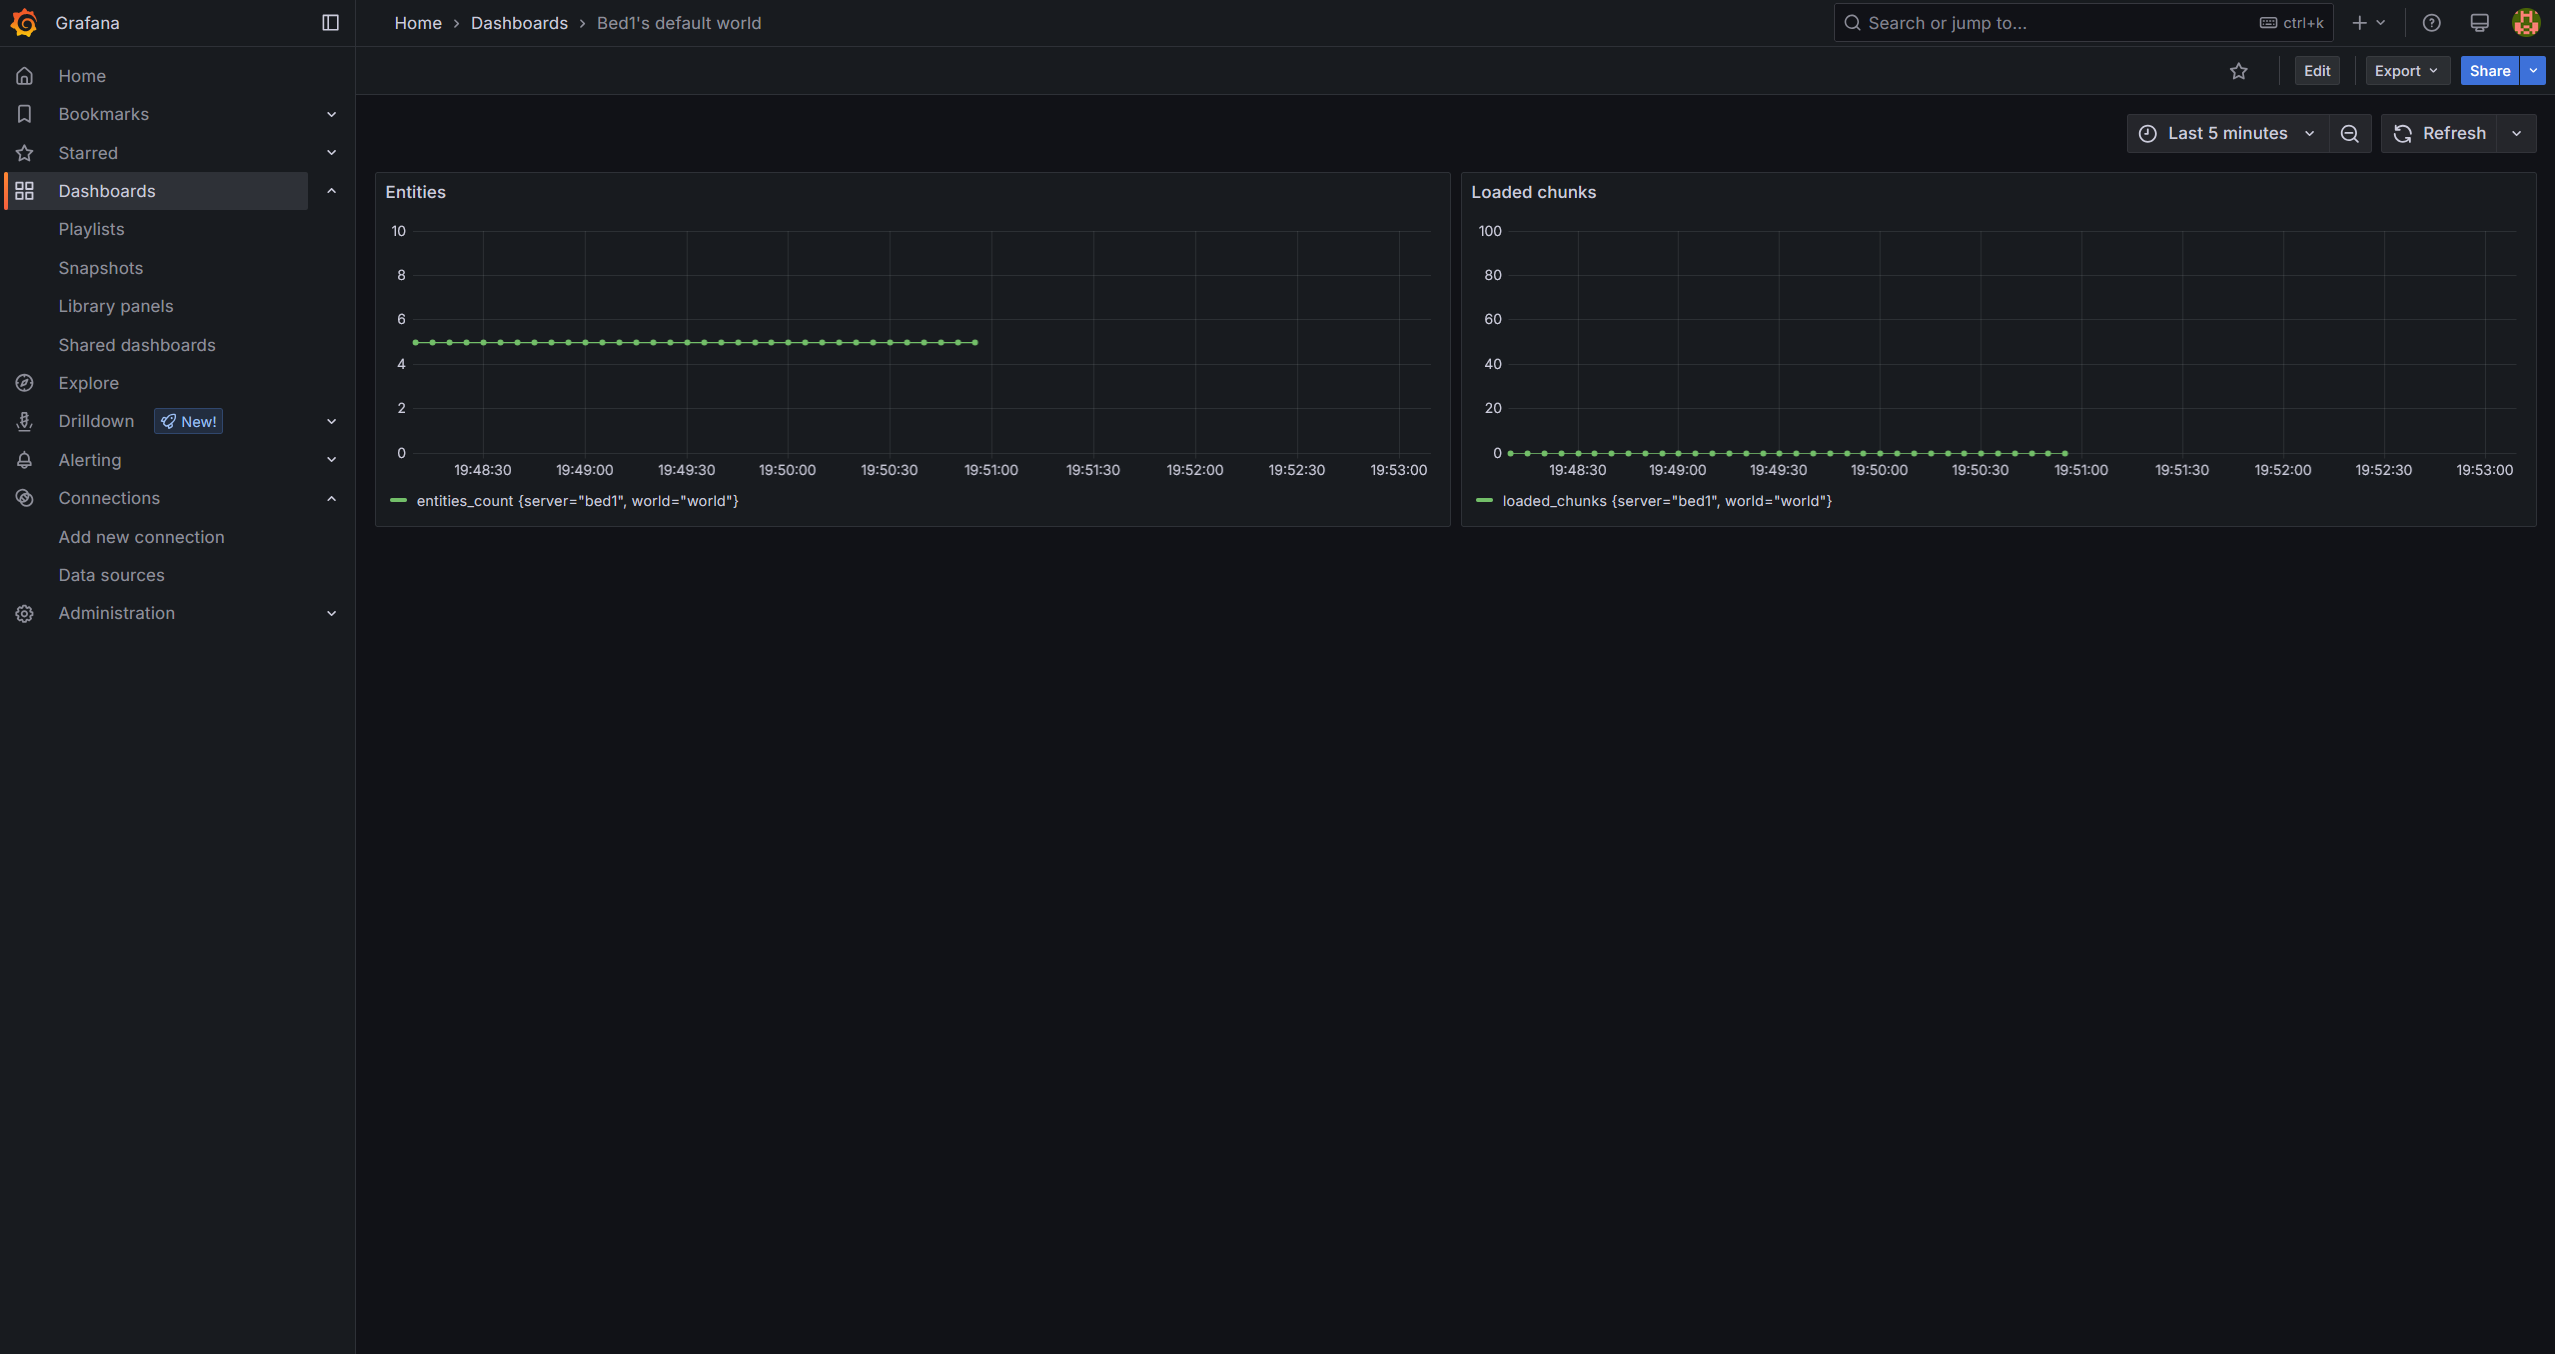 Grafana
Home › Dashboards › Bed1's default world
Search or jump to...
ctrl+k
Edit
Export
Share
Home
Bookmarks
Starred
Dashboards
Playlists
Snapshots
Library panels
Shared dashboards
Explore
Drilldown
New!
Alerting
Connections
Add new connection
Data sources
Administration
Last 5 minutes
Refresh
Entities
10
8
6
4
2
0
19:48:30 19:49:00 19:49:30 19:50:00 19:50:30 19:51:00 19:51:30 19:52:00 19:52:30 19:53:00
entities_count {server="bed1", world="world"}
Loaded chunks
100
80
60
40
20
0
19:48:30 19:49:00 19:49:30 19:50:00 19:50:30 19:51:00 19:51:30 19:52:00 19:52:30 19:53:00
loaded_chunks {server="bed1", world="world"}